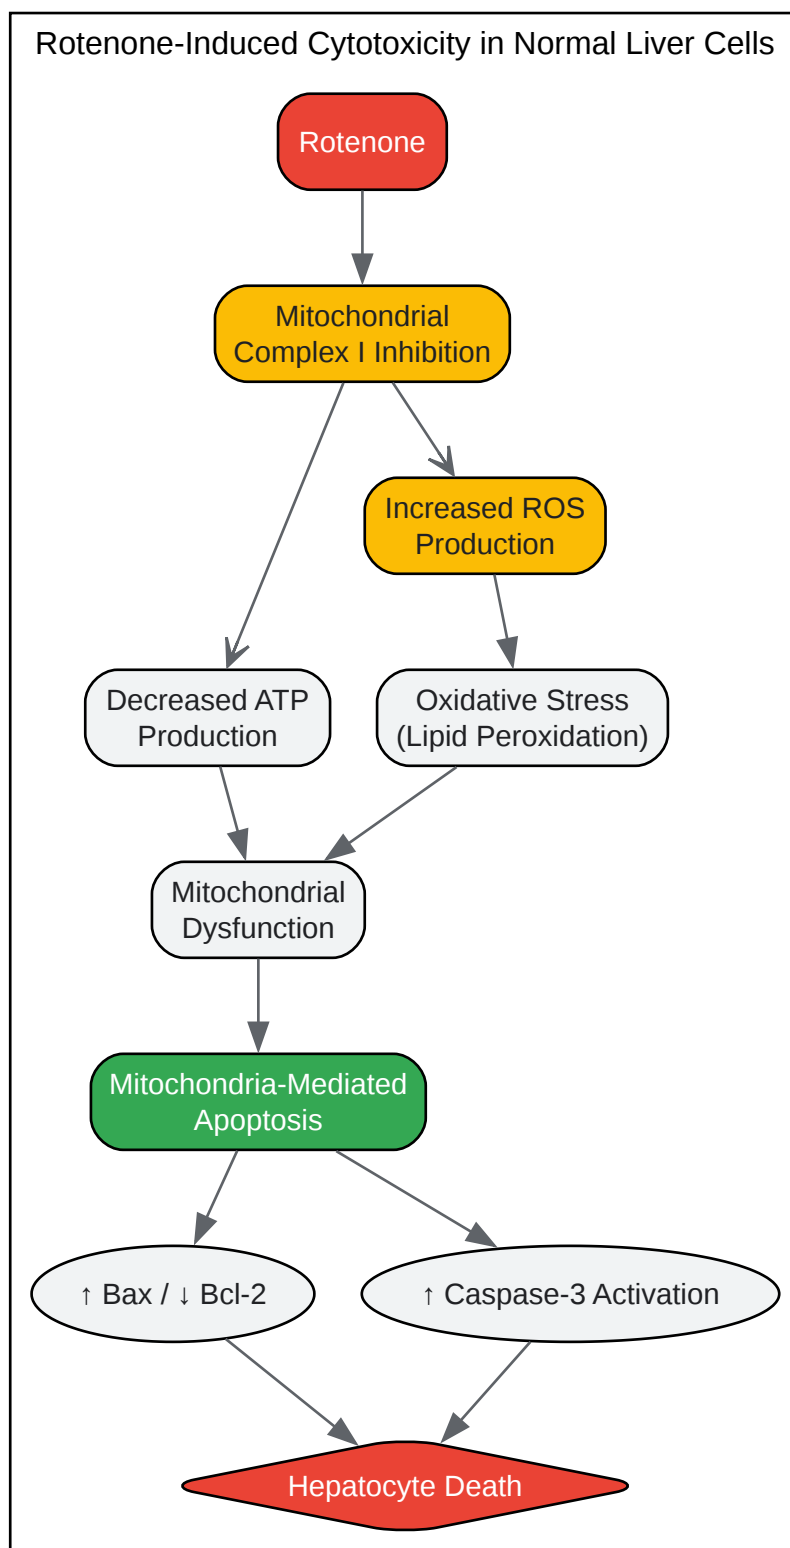 Rotenone-Induced Cytotoxicity in Normal Liver Cells
Rotenone
Mitochondrial
Complex I Inhibition
Increased ROS
Production
Decreased ATP
Production
Oxidative Stress
(Lipid Peroxidation)
Mitochondrial
Dysfunction
Mitochondria-Mediated
Apoptosis
↑ Bax / ↓ Bcl-2
↑ Caspase-3 Activation
Hepatocyte Death